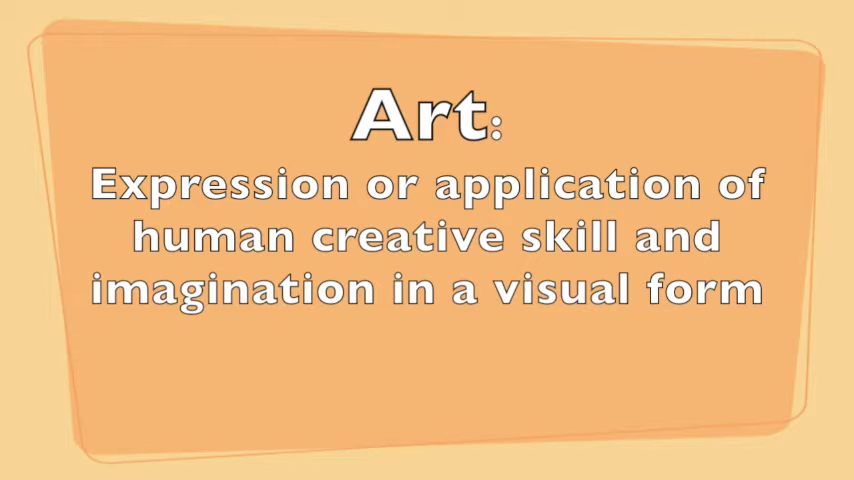 Art:
Expression or application of
human creative skill and
imagination in a visual form